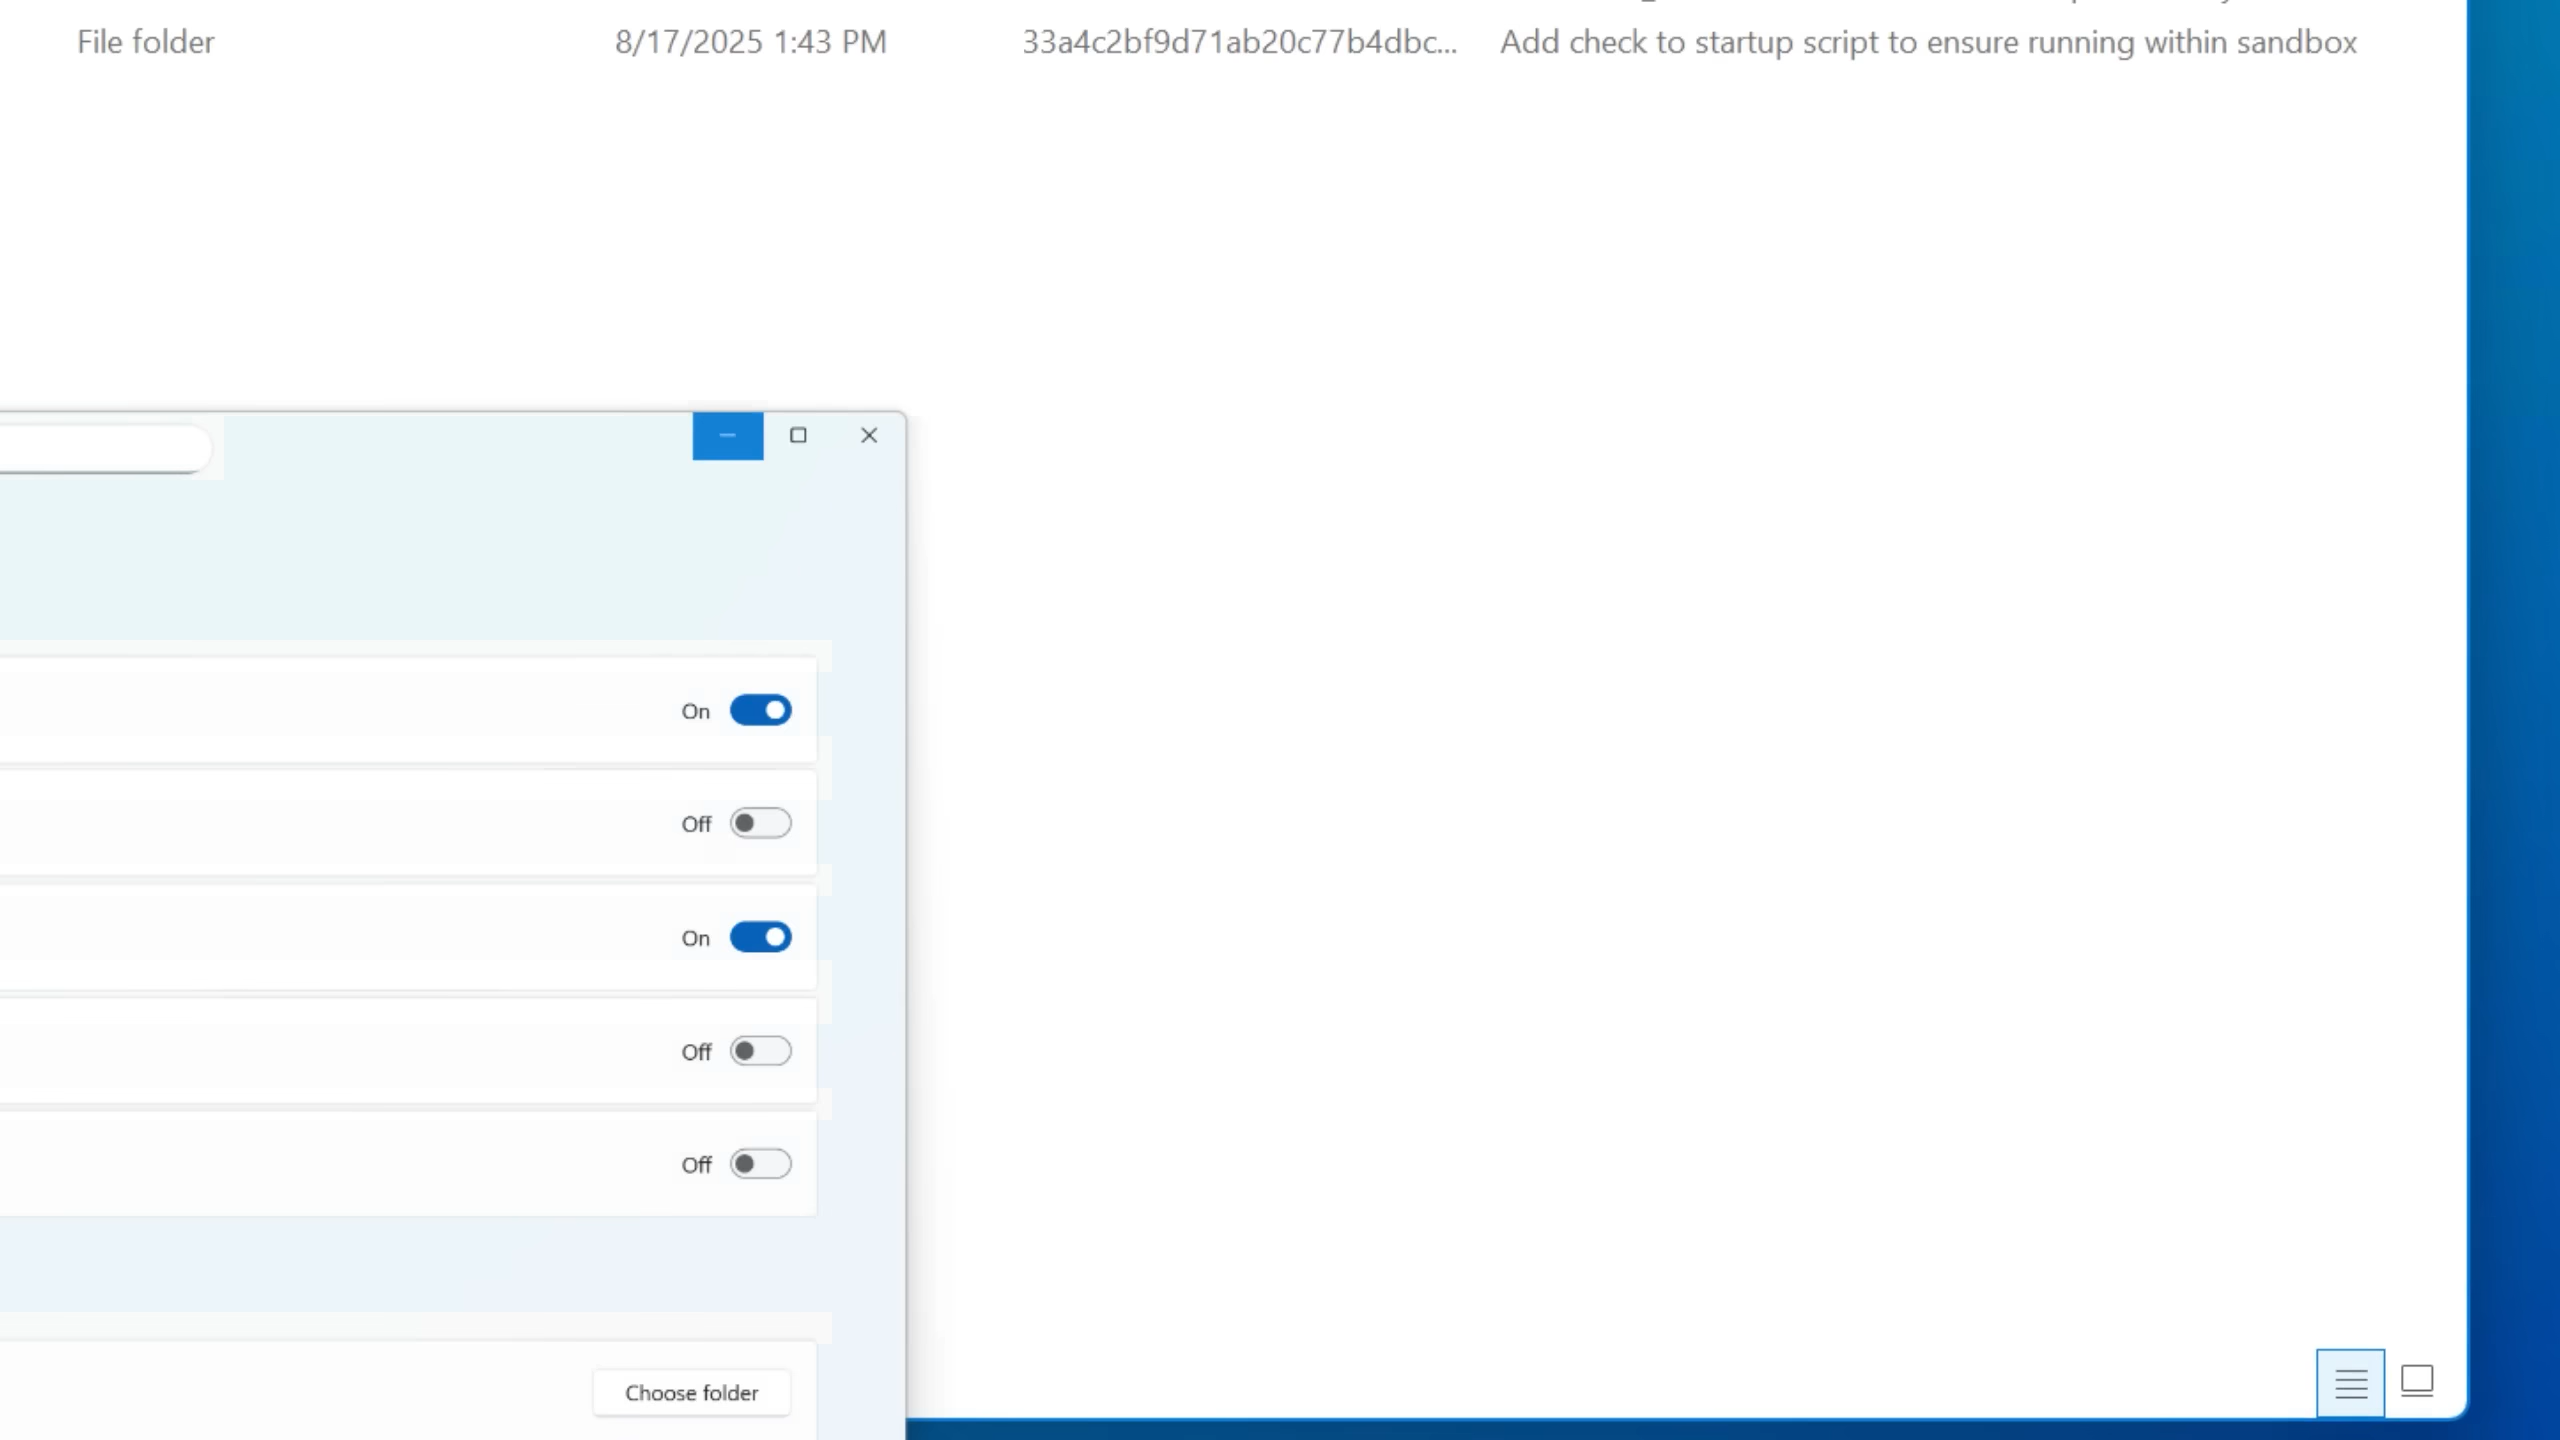 File folder 8/17/2025 1:43 PM 33a4c2bf9d71ab20c77b4dbc... Add check to startup script to ensure running within sandbox
On
Off
On
Off
Off
Choose folder